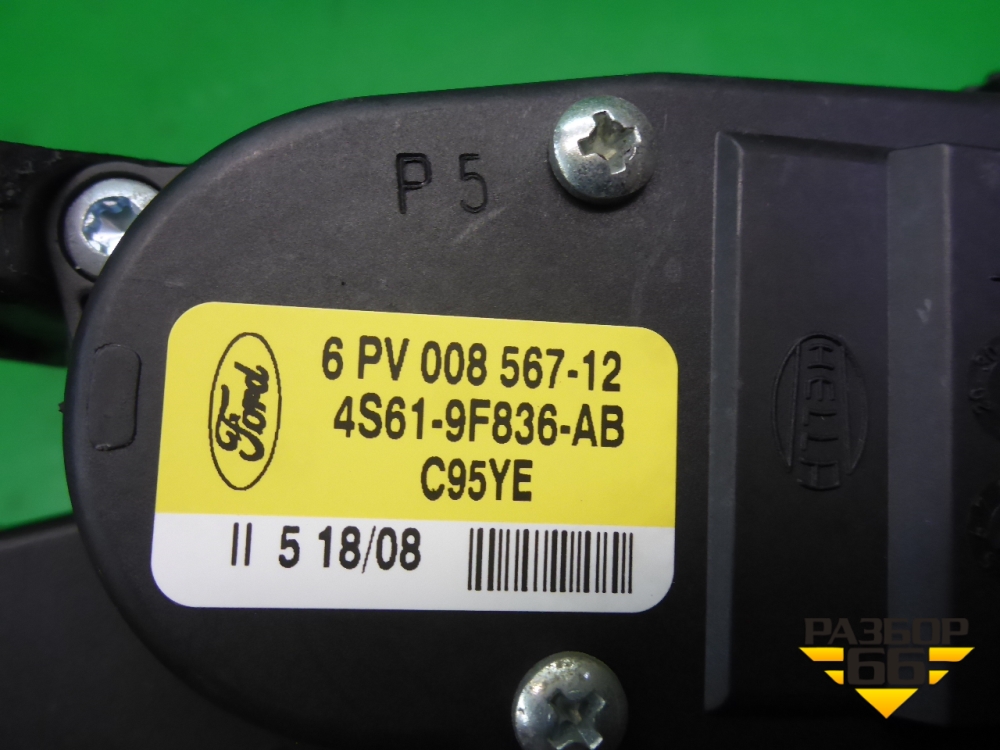 P 5
Ford
6 PV 008 567-12
4S61-9F836-AB
C95YE
II 5 18/08
HELLA
РАЗБОР
66